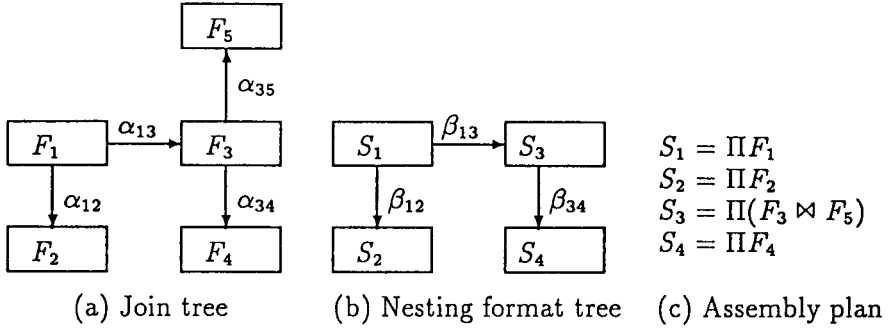 F₅
α₃₅
F₁ α₁₃ F₃
α₁₂ α₃₄
F₂ F₄
(a) Join tree
S₁ β₁₃ S₃
β₁₂ β₃₄
S₂ S₄
(b) Nesting format tree
S₁ = ΠF₁
S₂ = ΠF₂
S₃ = Π(F₃ ⋈ F₅)
S₄ = ΠF₄
(c) Assembly plan